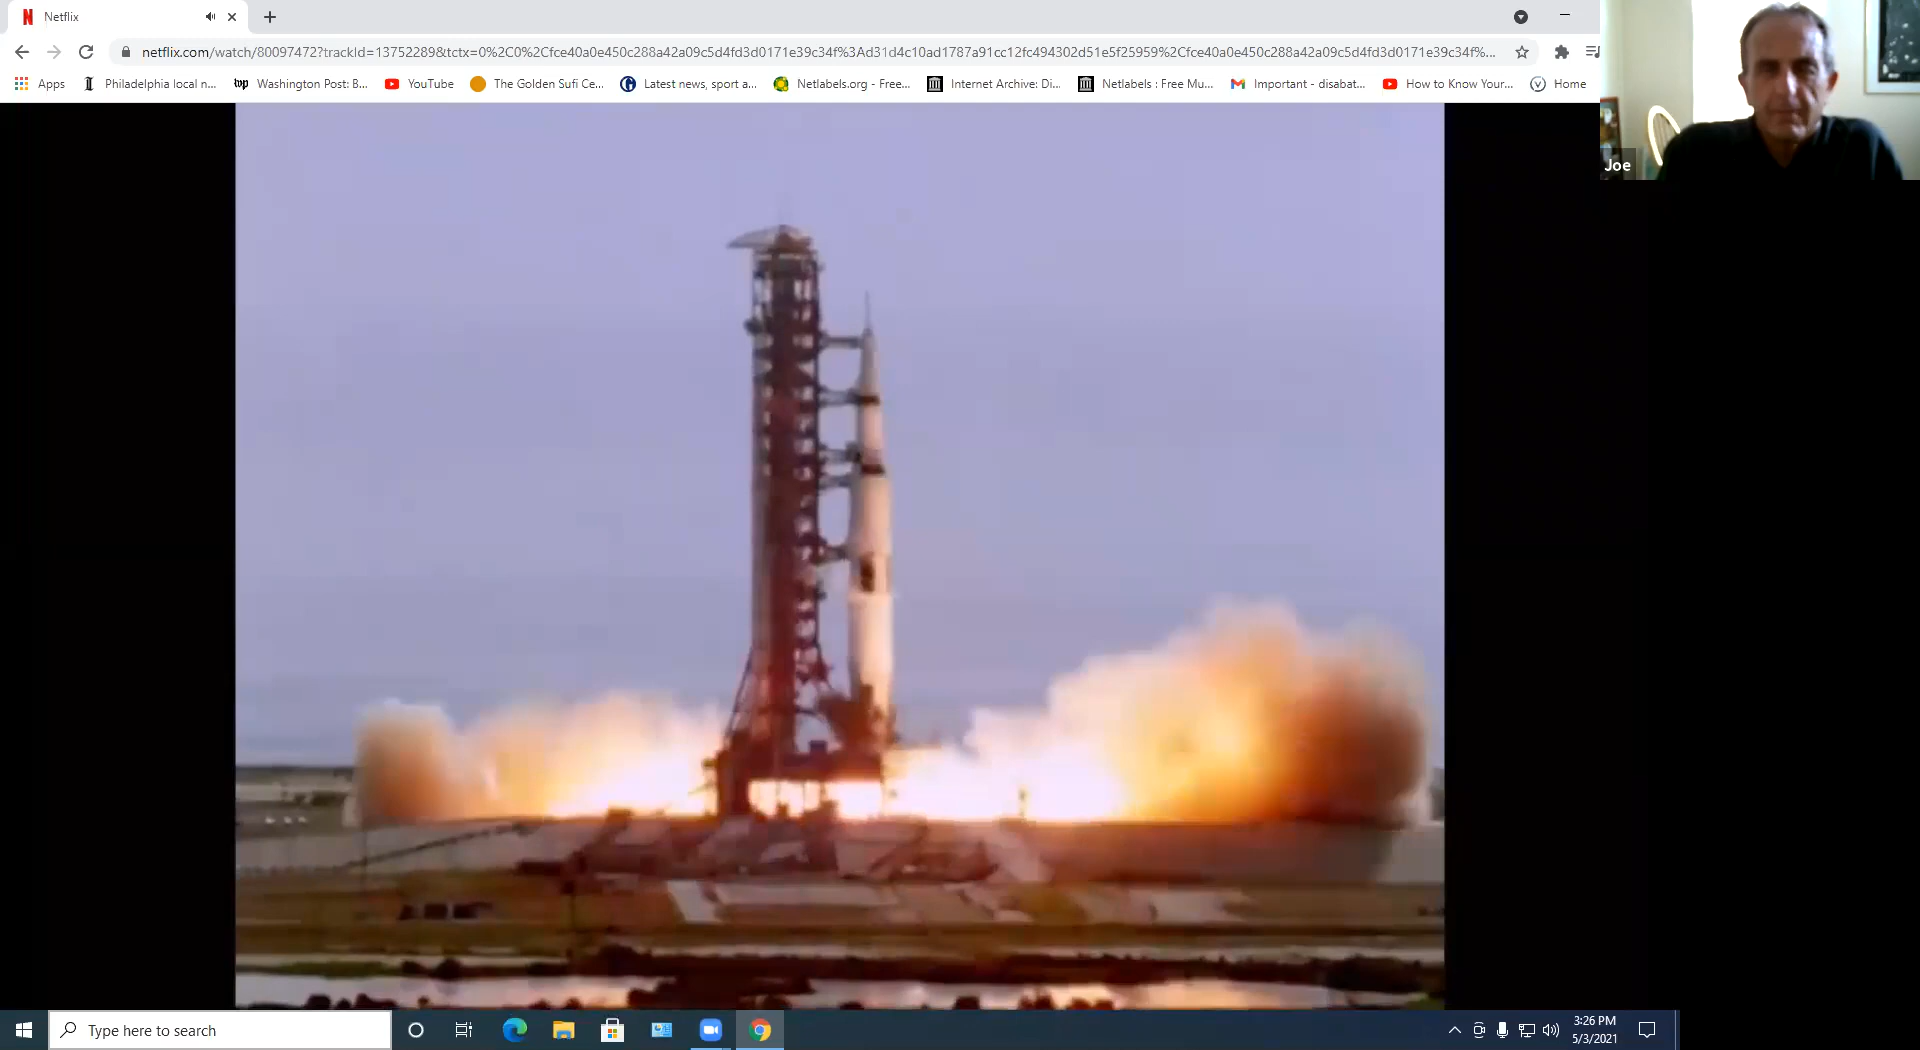 Netflix
netflix.com/watch/80097472?trackId=13752289&tctx=0%2C0%2Cfce40a0e450c288a42a09c5d4fd3d0171e39c34f%3Ad31d4c10ad1787a91cc12fc494302d51e5f25959%2Cfce40a0e450c288a42a09c5d4fd3d0171e39c34f%...
Apps
Philadelphia local n...
wp Washington Post: B...
YouTube
The Golden Sufi Ce...
Latest news, sport a...
Netlabels.org - Free...
Internet Archive: Di...
Netlabels : Free Mu...
Important - disabat...
How to Know Your...
Home
Joe
Type here to search
3:26 PM
5/3/2021